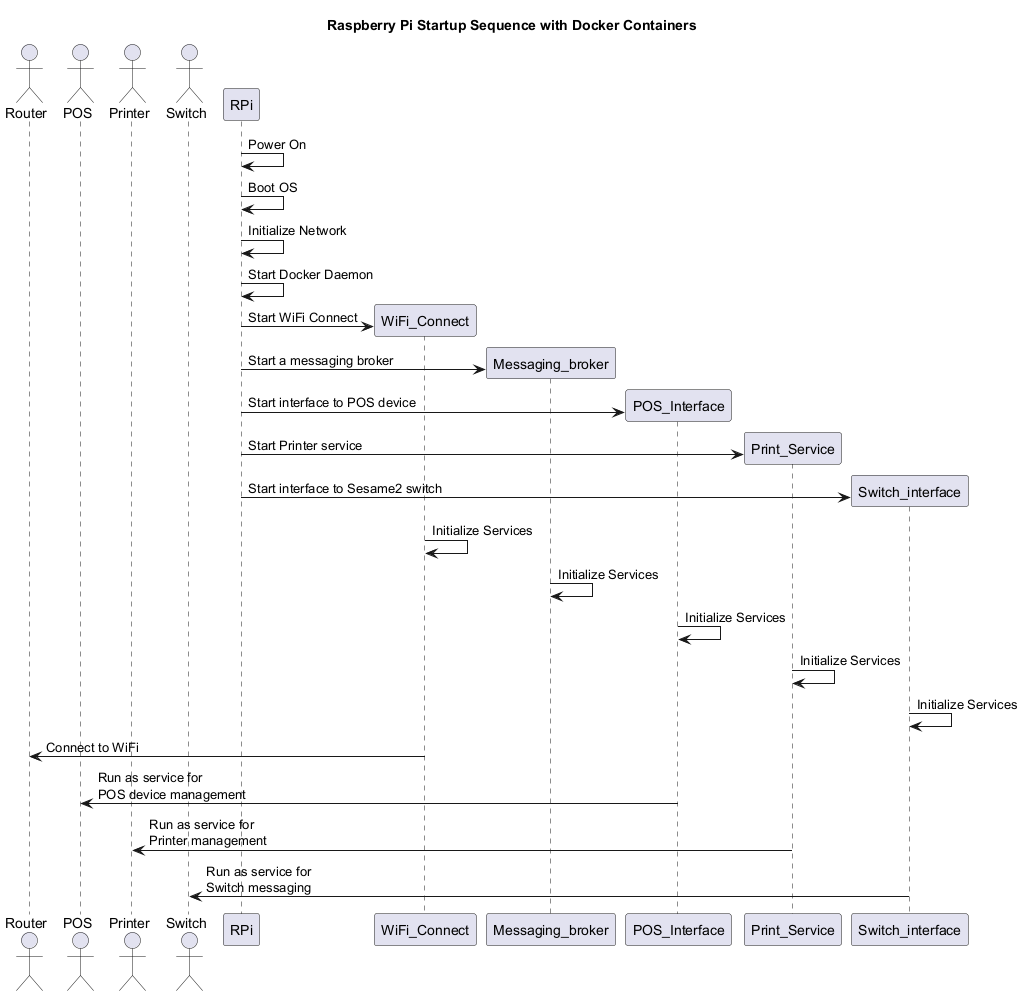 Raspberry Pi Startup Sequence with Docker Containers
Router
POS
Printer
Switch
RPi
Power On
Boot OS
Initialize Network
Start Docker Daemon
Start WiFi Connect
WiFi_Connect
Start a messaging broker
Messaging_broker
Start interface to POS device
POS_Interface
Start Printer service
Print_Service
Start interface to Sesame2 switch
Switch_interface
Initialize Services
Initialize Services
Initialize Services
Initialize Services
Initialize Services
Connect to WiFi
Run as service for
POS device management
Run as service for
Printer management
Run as service for
Switch messaging
Router
POS
Printer
Switch
RPi
WiFi_Connect
Messaging_broker
POS_Interface
Print_Service
Switch_interface